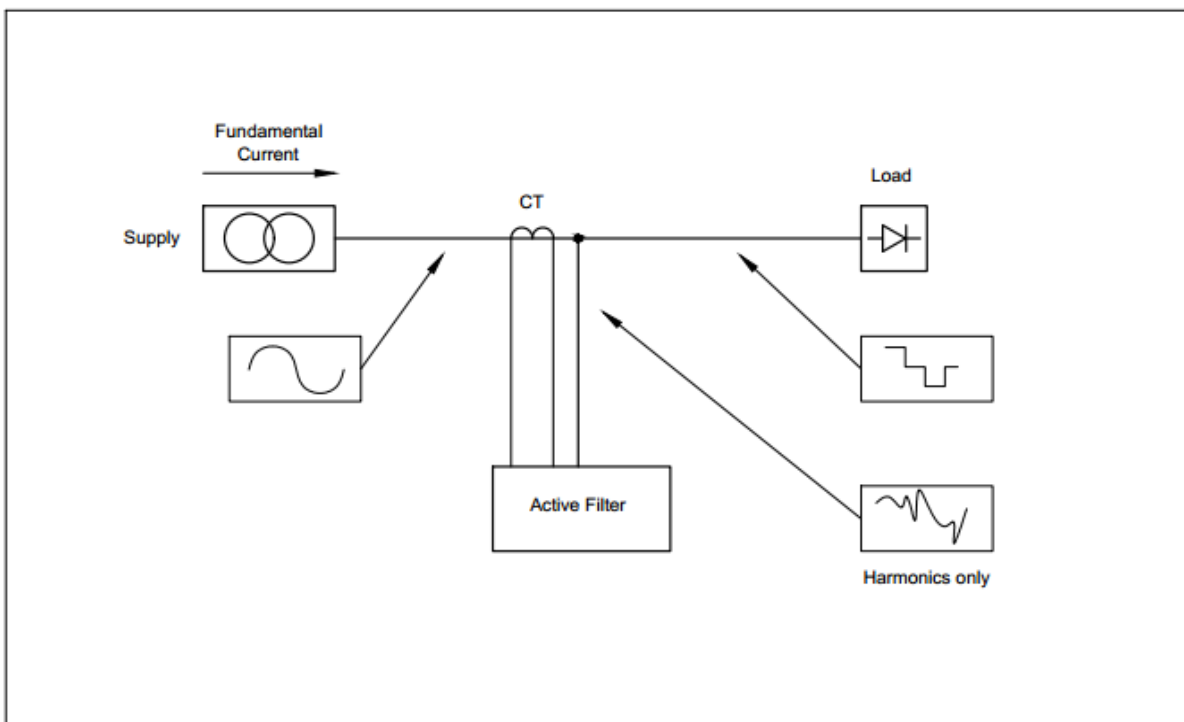 Fundamental
Current
Supply
CT
Load
Active Filter
Harmonics only